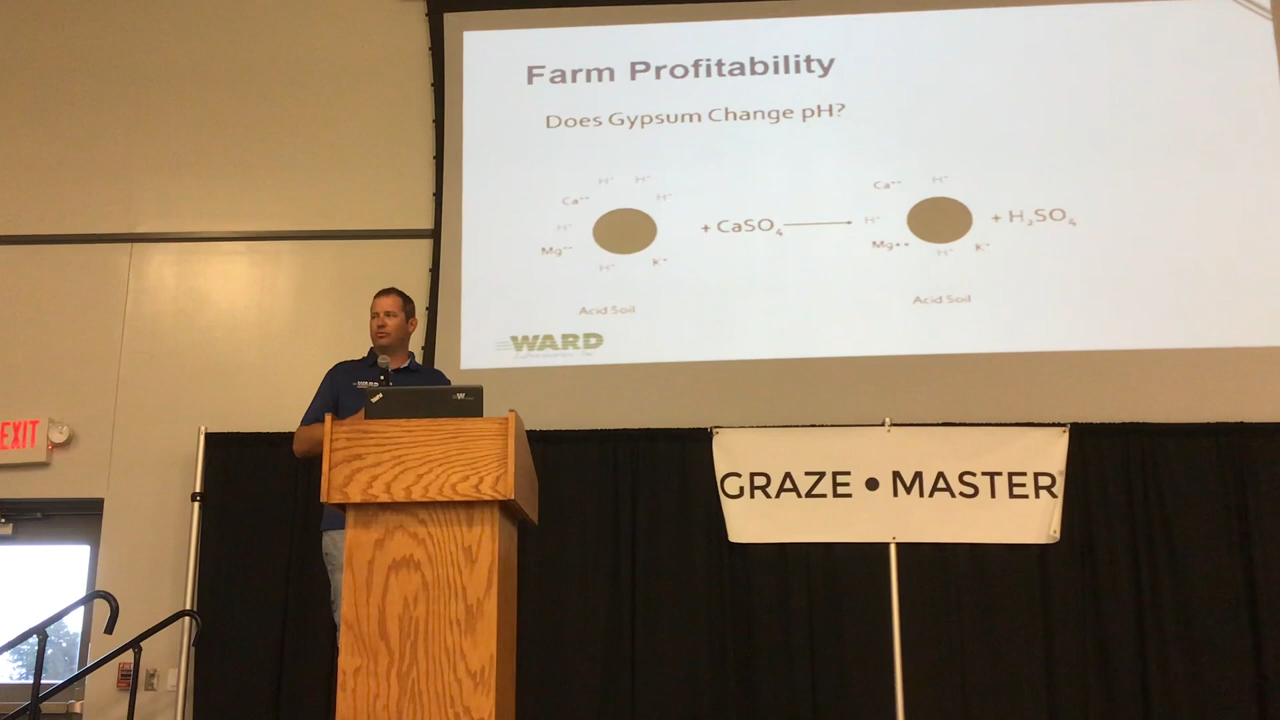 Farm Profitability
Does Gypsum Change pH?
H⁺ H⁺
Ca⁺⁺ H⁺
H⁺
Mg⁺⁺ K⁺
H⁺
+ CaSO₄
Ca⁺⁺ H⁺
H⁺
Mg⁺⁺ K⁺
H⁺
+ H₂SO₄
Acid Soil
Acid Soil
WARD
WARD
W
EXIT
GRAZE • MASTER